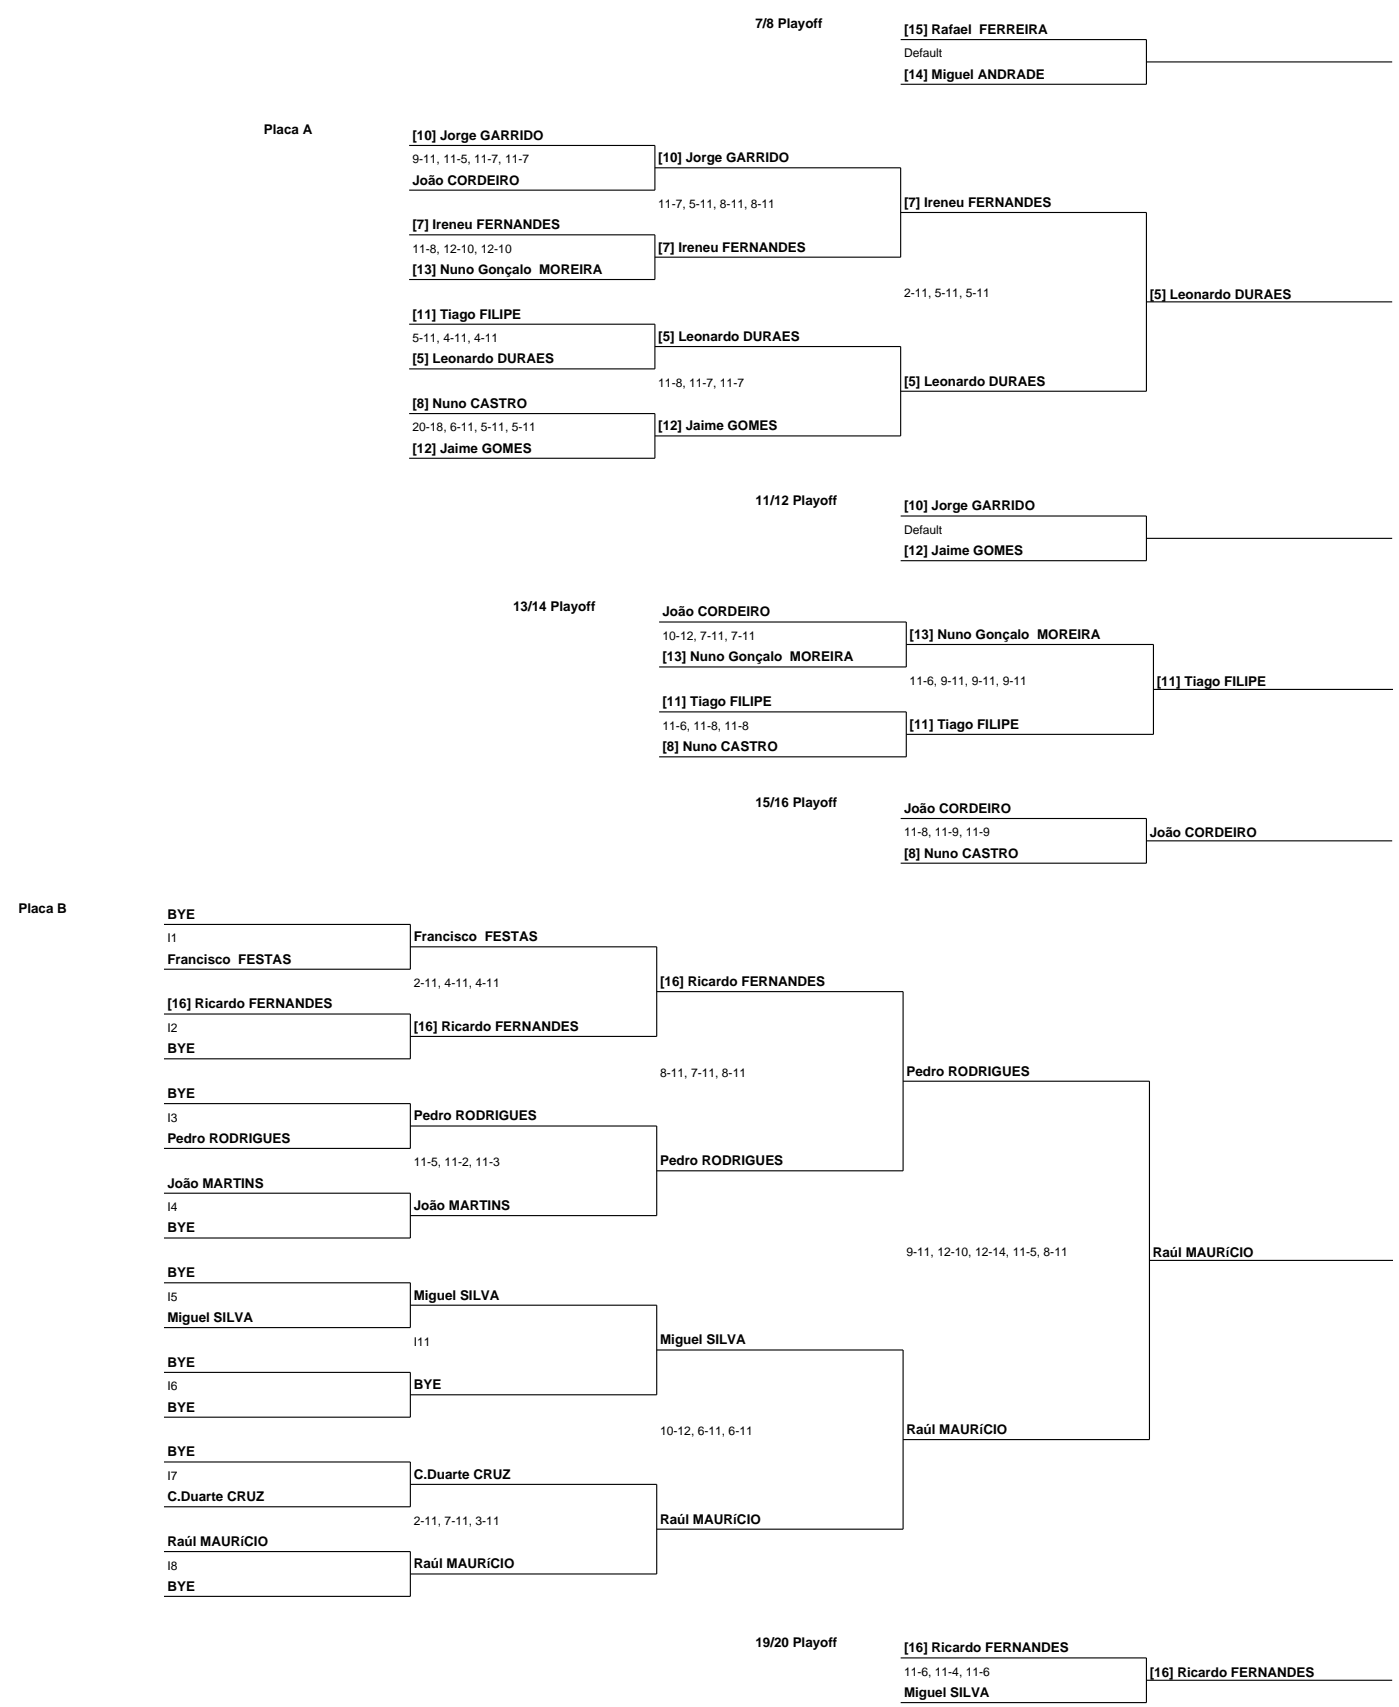 7/8 Playoff
[15] Rafael  FERREIRA
Default
[14] Miguel ANDRADE
Placa A
[10] Jorge GARRIDO
9-11, 11-5, 11-7, 11-7
[10] Jorge GARRIDO
João CORDEIRO
11-7, 5-11, 8-11, 8-11
[7] Ireneu FERNANDES
[7] Ireneu FERNANDES
11-8, 12-10, 12-10
[7] Ireneu FERNANDES
[13] Nuno Gonçalo  MOREIRA
2-11, 5-11, 5-11
[5] Leonardo DURAES
[11] Tiago FILIPE
5-11, 4-11, 4-11
[5] Leonardo DURAES
[5] Leonardo DURAES
11-8, 11-7, 11-7
[5] Leonardo DURAES
[8] Nuno CASTRO
20-18, 6-11, 5-11, 5-11
[12] Jaime GOMES
[12] Jaime GOMES
11/12 Playoff
[10] Jorge GARRIDO
Default
[12] Jaime GOMES
13/14 Playoff
João CORDEIRO
10-12, 7-11, 7-11
[13] Nuno Gonçalo  MOREIRA
[13] Nuno Gonçalo  MOREIRA
11-6, 9-11, 9-11, 9-11
[11] Tiago FILIPE
[11] Tiago FILIPE
11-6, 11-8, 11-8
[11] Tiago FILIPE
[8] Nuno CASTRO
15/16 Playoff
João CORDEIRO
11-8, 11-9, 11-9
João CORDEIRO
[8] Nuno CASTRO
Placa B
BYE
I1
Francisco  FESTAS
Francisco  FESTAS
2-11, 4-11, 4-11
[16] Ricardo FERNANDES
[16] Ricardo FERNANDES
I2
[16] Ricardo FERNANDES
BYE
8-11, 7-11, 8-11
Pedro RODRIGUES
BYE
I3
Pedro RODRIGUES
Pedro RODRIGUES
11-5, 11-2, 11-3
Pedro RODRIGUES
João MARTINS
I4
João MARTINS
BYE
9-11, 12-10, 12-14, 11-5, 8-11
Raúl MAURíCIO
BYE
I5
Miguel SILVA
Miguel SILVA
I11
Miguel SILVA
BYE
I6
BYE
BYE
10-12, 6-11, 6-11
Raúl MAURíCIO
BYE
I7
C.Duarte CRUZ
C.Duarte CRUZ
2-11, 7-11, 3-11
Raúl MAURíCIO
Raúl MAURíCIO
I8
Raúl MAURíCIO
BYE
19/20 Playoff
[16] Ricardo FERNANDES
11-6, 11-4, 11-6
[16] Ricardo FERNANDES
Miguel SILVA